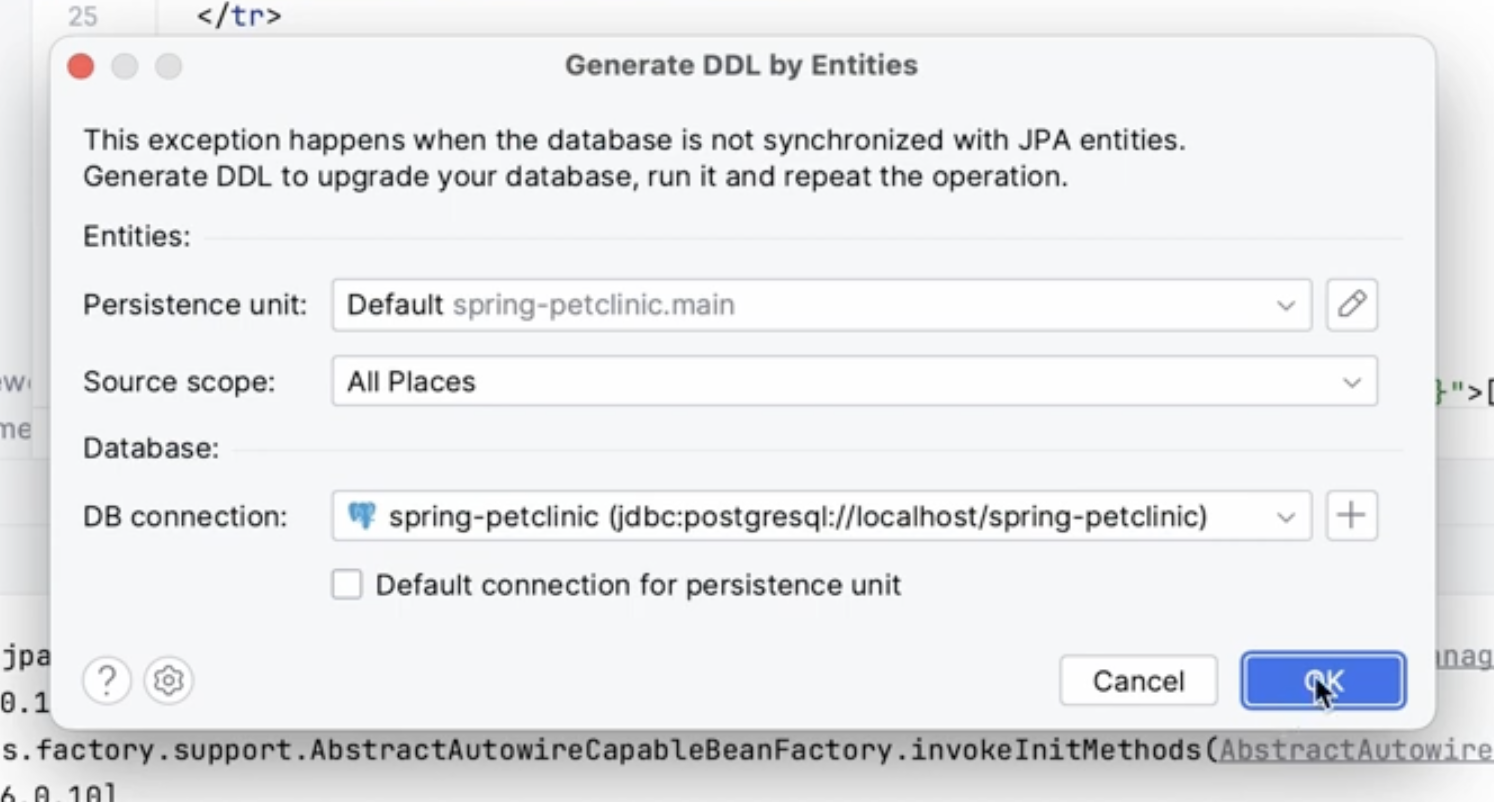 25 </tr>
Generate DDL by Entities
This exception happens when the database is not synchronized with JPA entities.
Generate DDL to upgrade your database, run it and repeat the operation.
Entities:
Persistence unit: Default spring-petclinic.main
Source scope: All Places
}">[
Database:
DB connection: spring-petclinic (jdbc:postgresql://localhost/spring-petclinic)
Default connection for persistence unit
jpa
? Cancel OK
0.1
s.factory.support.AbstractAutowireCapableBeanFactory.invokeInitMethods(AbstractAutowire
6.0.10]